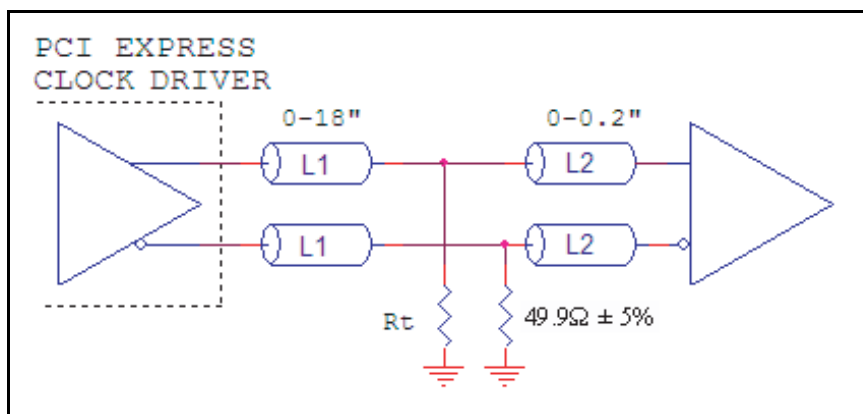 PCI EXPRESS
CLOCK DRIVER
0-18" 0-0.2"
L1 L2
L1 L2
Rt 49.9Ω ± 5%